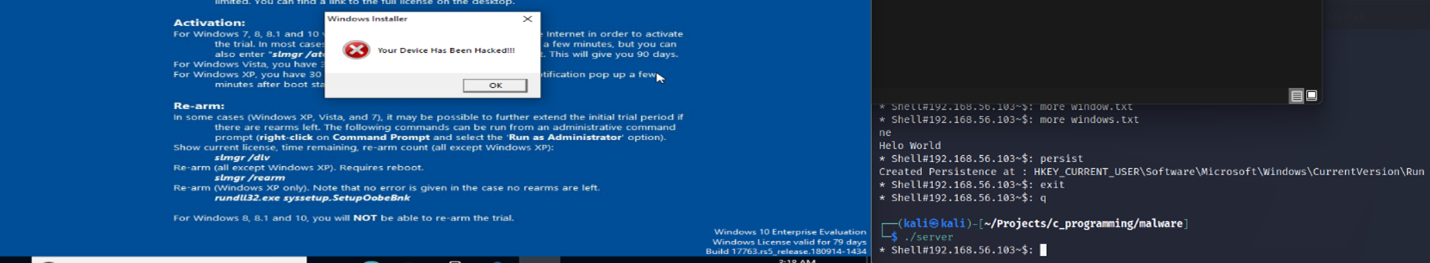 limited. You can find a link to the full license on the desktop.
Activation:
For Windows 7, 8, 8.1 and 10
Internet in order to activate
the trial. In most cases
a few minutes, but you can
also enter "slmgr /ato
. This will give you 90 days.
For Windows Vista, you have 3
For Windows XP, you have 30
tification pop up a few
minutes after boot sta
Re-arm:
In some cases (Windows XP, Vista, and 7), it may be possible to further extend the initial trial period if
there are rearms left. The following commands can be run from an administrative command
prompt (right-click on Command Prompt and select the 'Run as Administrator' option).
Show current license, time remaining, re-arm count (all except Windows XP):
slmgr /dlv
Re-arm (all except Windows XP). Requires reboot.
slmgr /rearm
Re-arm (Windows XP only). Note that no error is given in the case no rearms are left.
rundll32.exe syssetup,SetupOobeBnk
For Windows 8, 8.1 and 10, you will NOT be able to re-arm the trial.
Windows 10 Enterprise Evaluation
Windows License valid for 79 days
Build 17763.rs5_release.180914-1434
3:18 AM
Windows Installer
Your Device Has Been Hacked!!!
OK
* Shell#192.168.56.103~$: more window.txt
* Shell#192.168.56.103~$: more windows.txt
ne
Helo World
* Shell#192.168.56.103~$: persist
Created Persistence at : HKEY_CURRENT_USER\Software\Microsoft\Windows\CurrentVersion\Run
* Shell#192.168.56.103~$: exit
* Shell#192.168.56.103~$: q
(kali㉿kali)-[~/Projects/c_programming/malware]
$ ./server
* Shell#192.168.56.103~$: